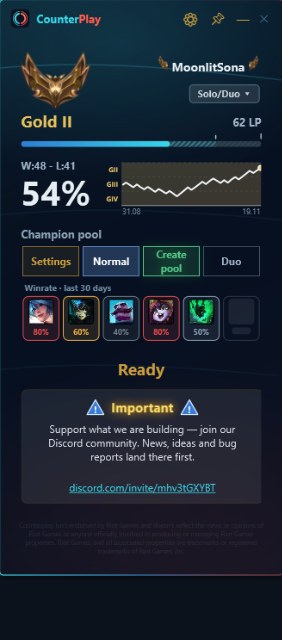 CounterPlay
MoonlitSona
Solo/Duo
Gold II
62 LP
W:48 - L:41
54%
GII
GIII
GIV
31.08
19.11
Champion pool
Settings
Normal
Create
pool
Duo
Winrate · last 30 days
80%
60%
40%
80%
50%
Ready
Important
Support what we are building — join our
Discord community. News, ideas and bug
reports land there first.
discord.com/invite/mhv3tGXYBT